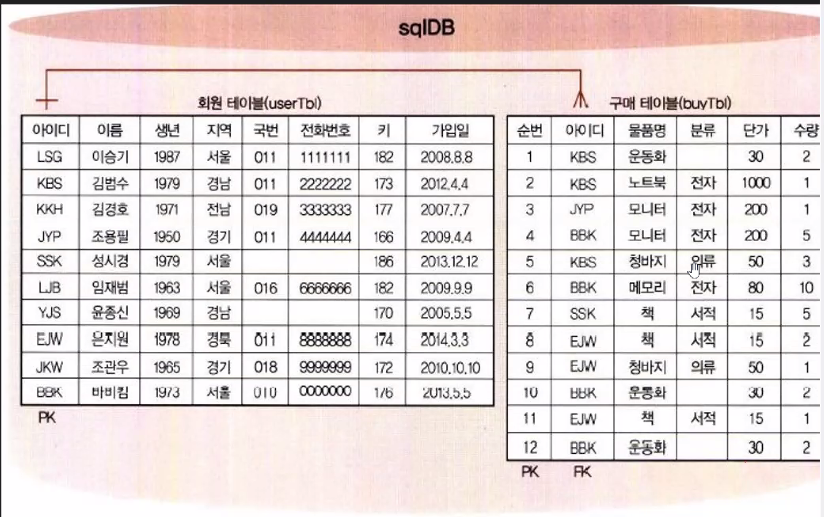 sqlDB
회원 테이블(userTbl)
아이디 이름 생년 지역 국번 전화번호 키 가입일
LSG 이승기 1987 서울 011 1111111 182 2008.8.8
KBS 김범수 1979 경남 011 2222222 173 2012.4.4
KKH 김경호 1971 전남 019 3333333 177 2007.7.7
JYP 조용필 1950 경기 011 4444444 166 2009.4.4
SSK 성시경 1979 서울 186 2013.12.12
LJB 임재범 1963 서울 016 6666666 182 2009.9.9
YJS 윤종신 1969 경남 170 2005.5.5
EJW 은지원 1978 경북 011 8888888 174 2014.3.3
JKW 조관우 1965 경기 018 9999999 172 2010.10.10
BBK 바비킴 1973 서울 010 0000000 176 2013.5.5
PK
구매 테이블(buyTbl)
순번 아이디 물품명 분류 단가 수량
1 KBS 운동화 30 2
2 KBS 노트북 전자 1000 1
3 JYP 모니터 전자 200 1
4 BBK 모니터 전자 200 5
5 KBS 청바지 의류 50 3
6 BBK 메모리 전자 80 10
7 SSK 책 서적 15 5
8 EJW 책 서적 15 2
9 EJW 청바지 의류 50 1
10 BBK 운동화 30 2
11 EJW 책 서적 15 1
12 BBK 운동화 30 2
PK FK